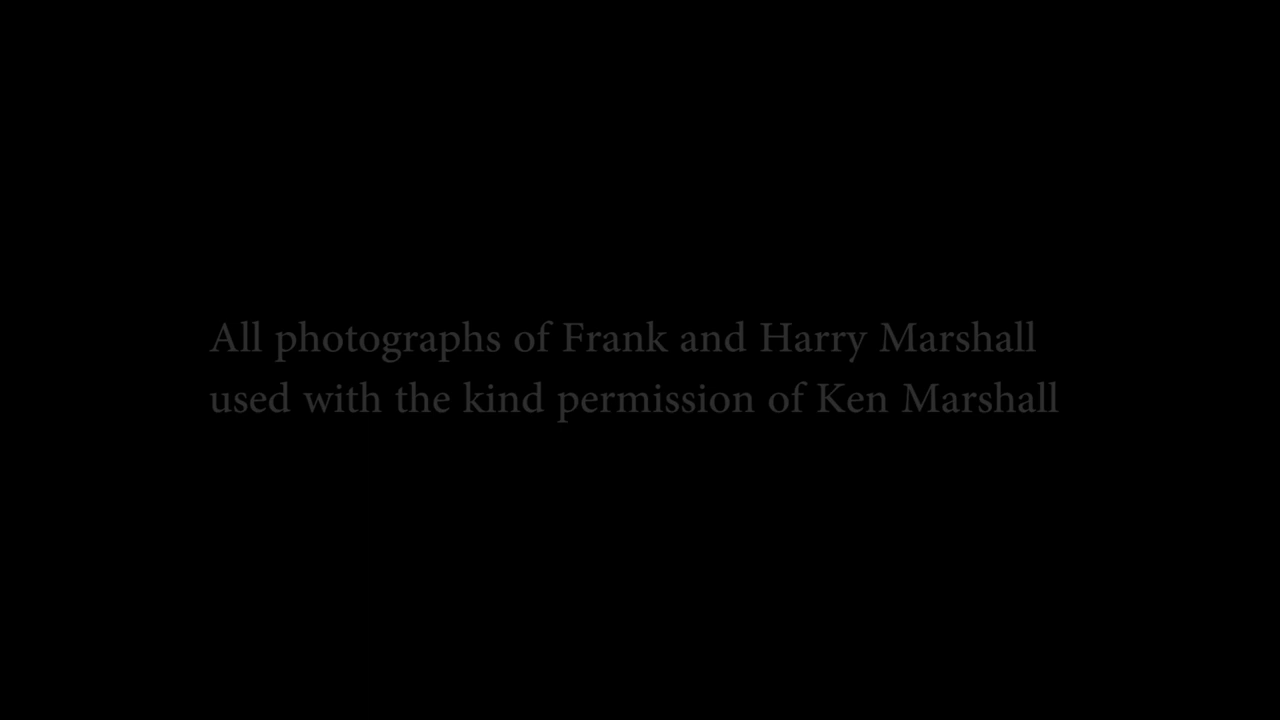 All photographs of Frank and Harry Marshall
used with the kind permission of Ken Marshall